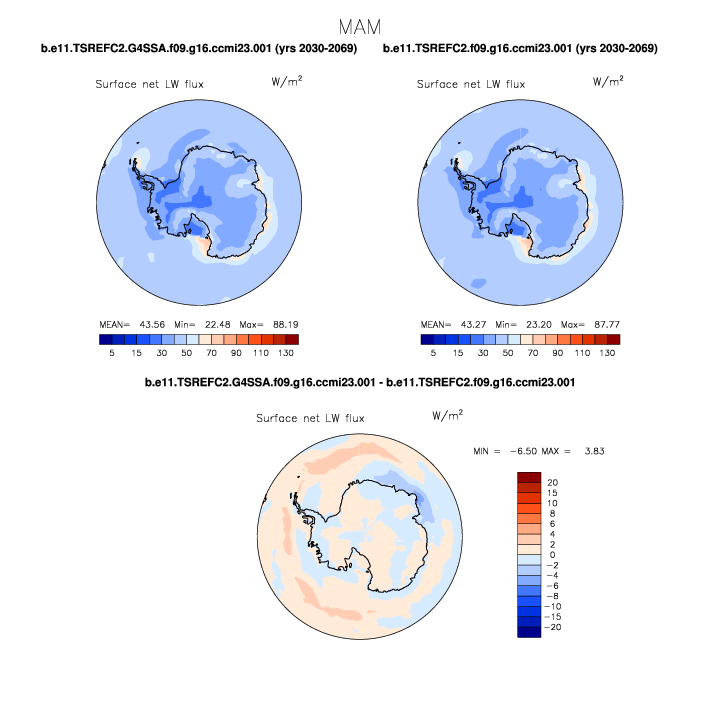 MAM
b.e11.TSREFC2.G4SSA.f09.g16.ccmi23.001 (yrs 2030-2069) b.e11.TSREFC2.f09.g16.ccmi23.001 (yrs 2030-2069)
Surface net LW flux W/m² Surface net LW flux W/m²
MEAN= 43.56 Min= 22.48 Max= 88.19 MEAN= 43.27 Min= 23.20 Max= 87.77
5 15 30 50 70 90 110 130 5 15 30 50 70 90 110 130
b.e11.TSREFC2.G4SSA.f09.g16.ccmi23.001 - b.e11.TSREFC2.f09.g16.ccmi23.001
Surface net LW flux W/m²
MIN = -6.50 MAX = 3.83
20
15
10
8
6
4
2
0
-2
-4
-6
-8
-10
-15
-20